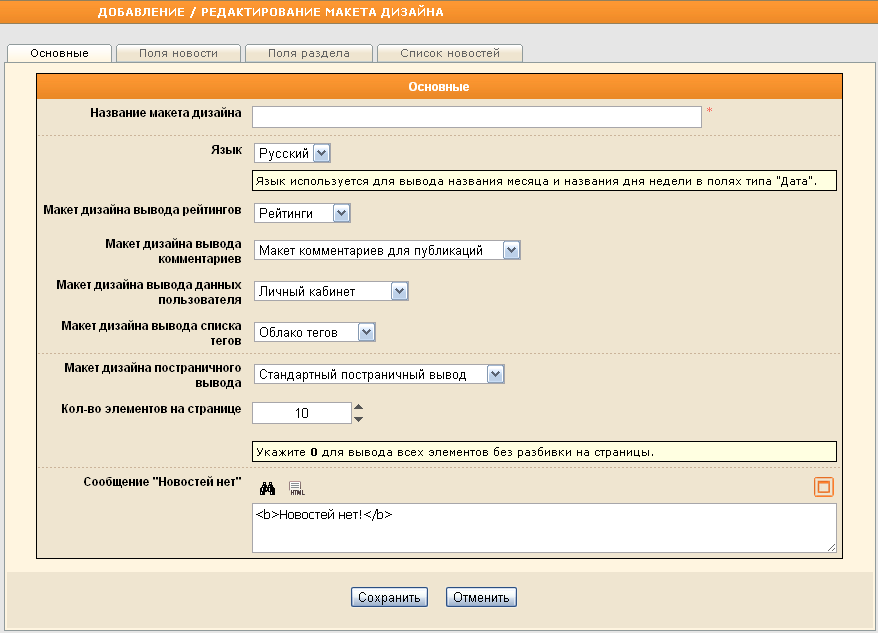 ДОБАВЛЕНИЕ / РЕДАКТИРОВАНИЕ МАКЕТА ДИЗАЙНА
Основные
Поля новости
Поля раздела
Список новостей
Основные
Название макета дизайна
*
Язык
Русский
Язык используется для вывода названия месяца и названия дня недели в полях типа "Дата".
Макет дизайна вывода рейтингов
Рейтинги
Макет дизайна вывода
комментариев
Макет комментариев для публикаций
Макет дизайна вывода данных
пользователя
Личный кабинет
Макет дизайна вывода списка
тегов
Облако тегов
Макет дизайна постраничного
вывода
Стандартный постраничный вывод
Кол-во элементов на странице
10
Укажите 0 для вывода всех элементов без разбивки на страницы.
Сообщение "Новостей нет"
HTML
<b>Новостей нет!</b>
Сохранить
Отменить